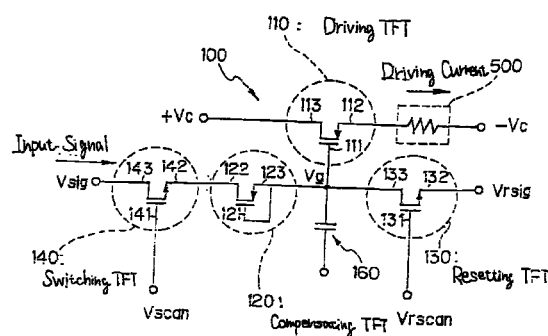 110: Driving TFT
100
Driving Current 500
113 112
+Vc
-Vc
111
Input Signal
143 142 122 123
Vg
133 132
Vsig
Vrsig
141 121 131
160
140:
Switching TFT
130:
Resetting TFT
120:
Vscan
Compensating TFT
Vrscan